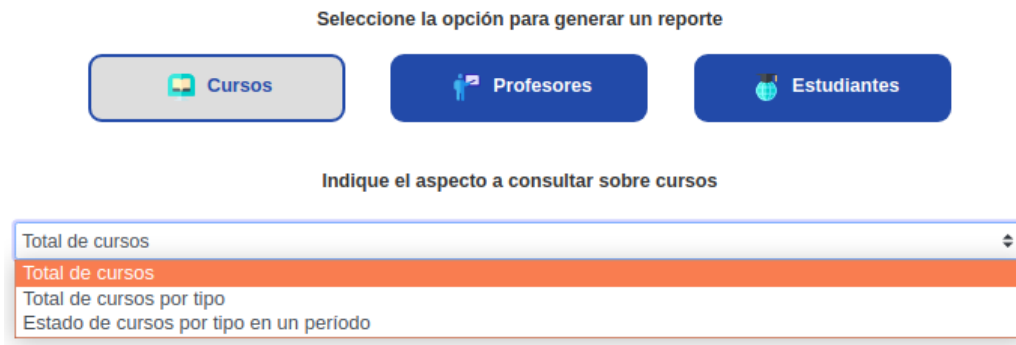 Seleccione la opción para generar un reporte
Cursos Profesores Estudiantes
Indique el aspecto a consultar sobre cursos
Total de cursos
Total de cursos
Total de cursos por tipo
Estado de cursos por tipo en un período